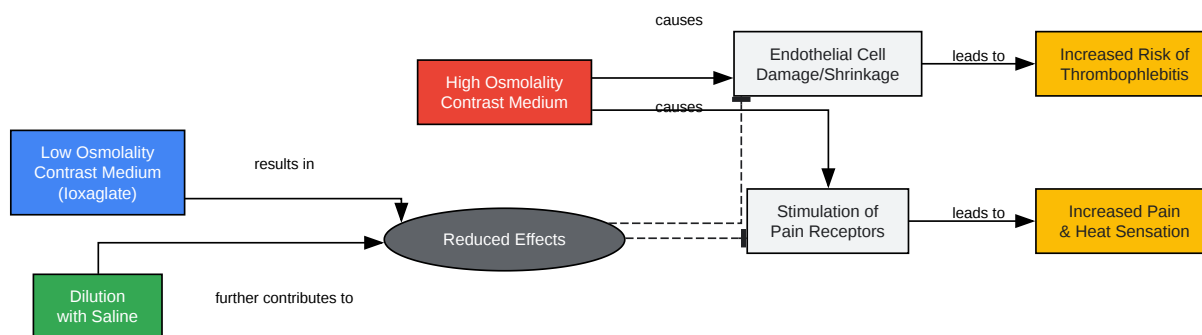 causes
Endothelial Cell
Damage/Shrinkage
leads to
Increased Risk of
Thrombophlebitis
High Osmolality
Contrast Medium
causes
Low Osmolality
Contrast Medium
(Ioxaglate)
results in
Stimulation of
Pain Receptors
leads to
Increased Pain
& Heat Sensation
Reduced Effects
Dilution
with Saline
further contributes to